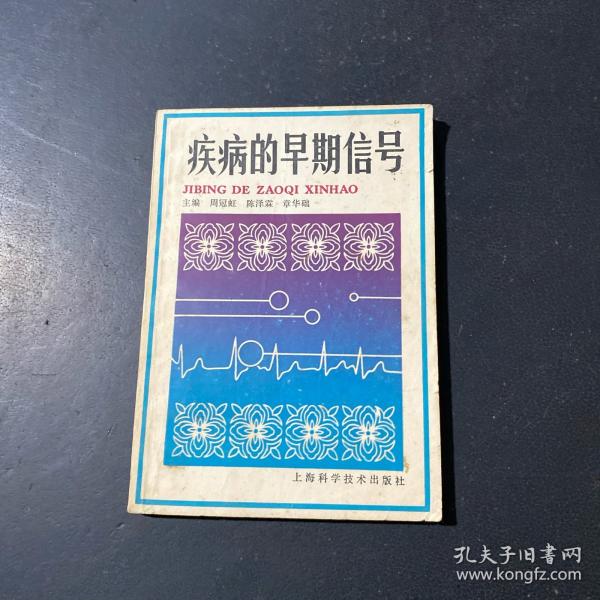 疾病的早期信号
JIBING DE ZAOQI XINHAO
主编 周冠虹 陈泽霖 章华础
上海科学技术出版社
孔夫子旧书网
www.kongfz.com